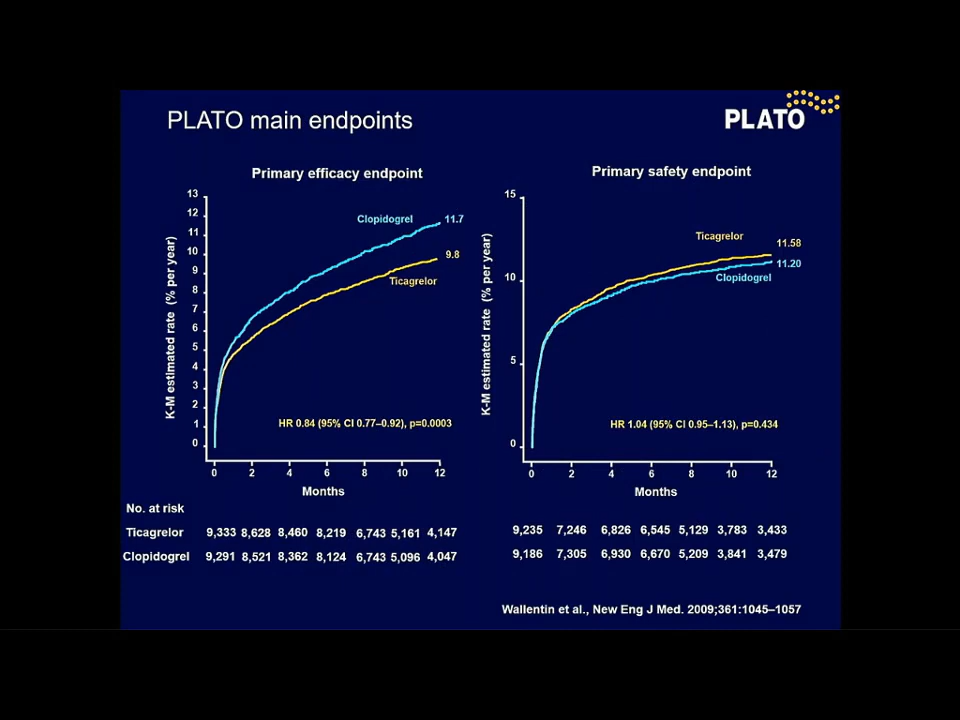 PLATO main endpoints
PLATO
Primary efficacy endpoint
13
12
11
10
9
8
7
6
5
4
3
2
1
0
K-M estimated rate (% per year)
Clopidogrel 11.7
9.8
Ticagrelor
HR 0.84 (95% CI 0.77–0.92), p=0.0003
0 2 4 6 8 10 12
Months
Primary safety endpoint
15
10
5
0
K-M estimated rate (% per year)
Ticagrelor
11.58
11.20
Clopidogrel
HR 1.04 (95% CI 0.95–1.13), p=0.434
0 2 4 6 8 10 12
Months
No. at risk
Ticagrelor 9,333 8,628 8,460 8,219 6,743 5,161 4,147 9,235 7,246 6,826 6,545 5,129 3,783 3,433
Clopidogrel 9,291 8,521 8,362 8,124 6,743 5,096 4,047 9,186 7,305 6,930 6,670 5,209 3,841 3,479
Wallentin et al., New Eng J Med. 2009;361:1045–1057